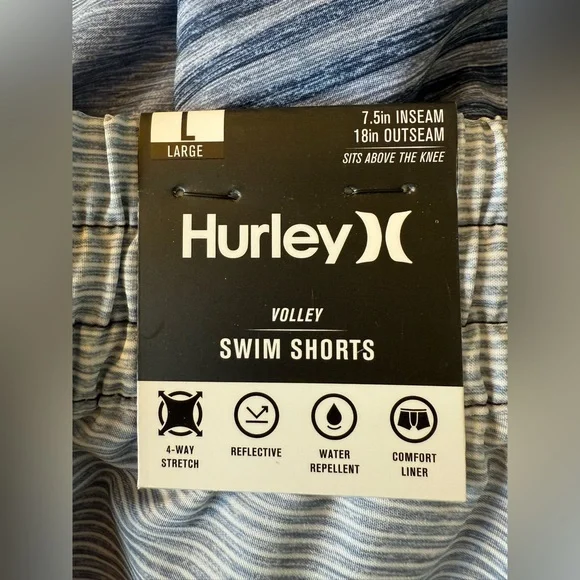 L
LARGE
7.5in INSEAM
18in OUTSEAM
SITS ABOVE THE KNEE
Hurley
VOLLEY
SWIM SHORTS
4-WAY
STRETCH
REFLECTIVE
WATER
REPELLENT
COMFORT
LINER